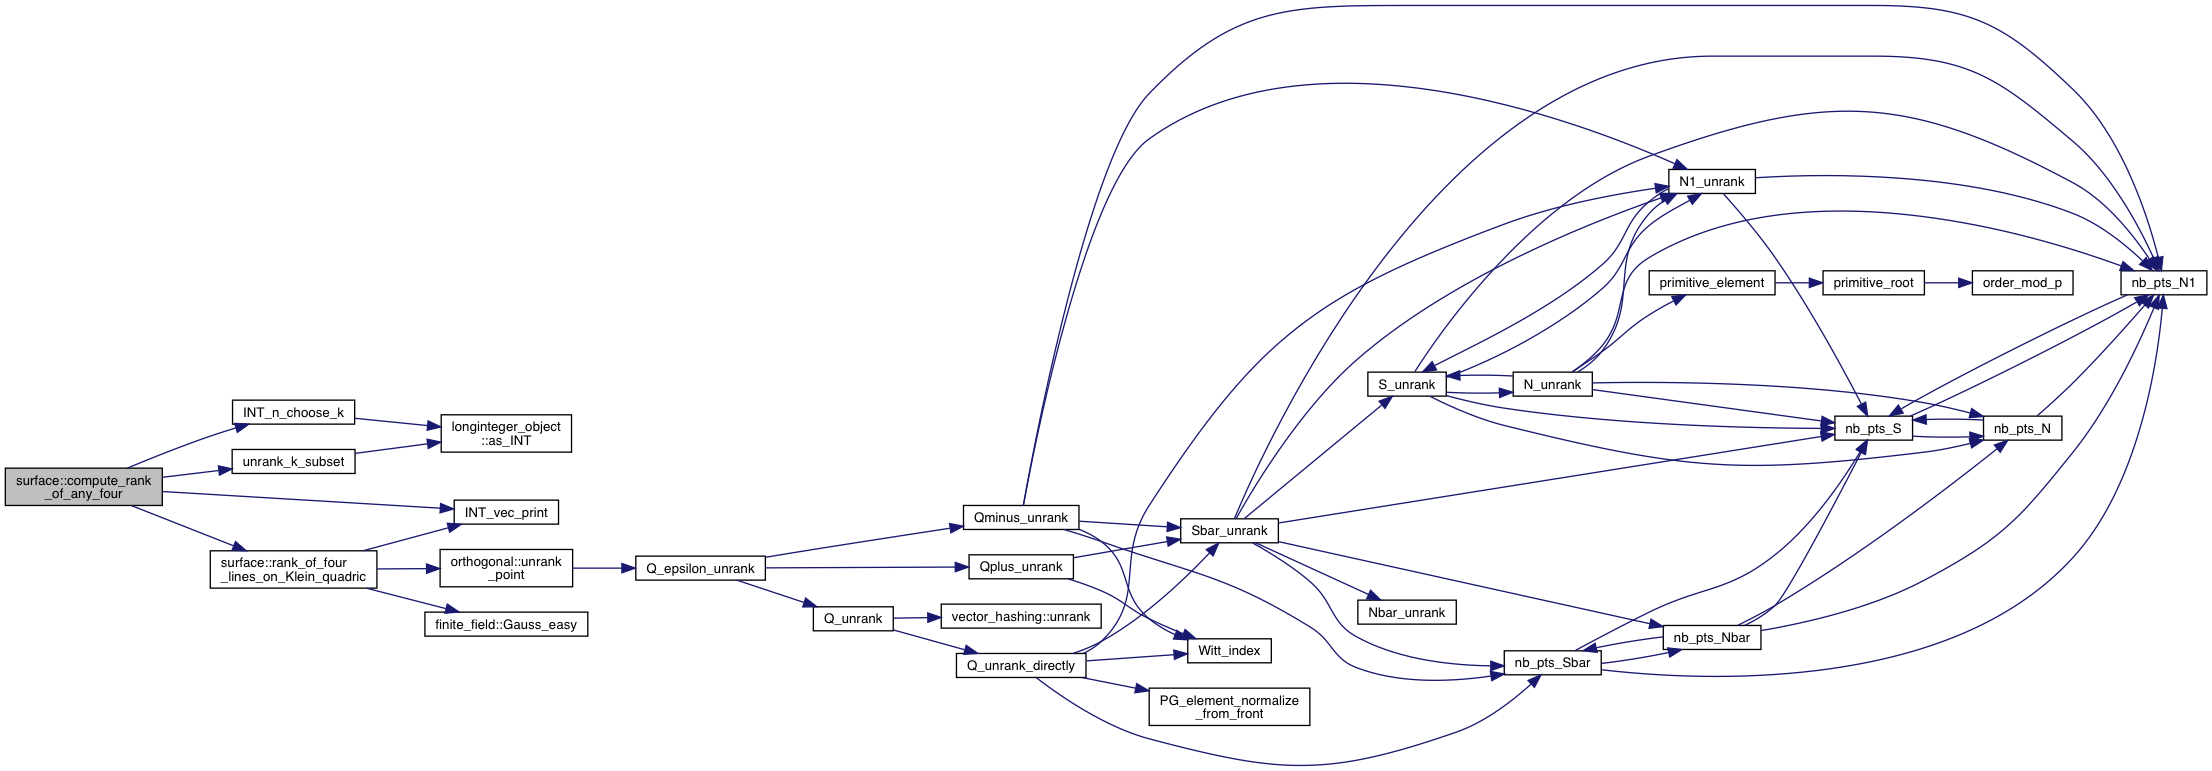 surface::compute_rank
_of_any_four
INT_n_choose_k
unrank_k_subset
longinteger_object
::as_INT
INT_vec_print
surface::rank_of_four
_lines_on_Klein_quadric
orthogonal::unrank
_point
finite_field::Gauss_easy
Q_epsilon_unrank
Q_unrank
Qminus_unrank
Qplus_unrank
vector_hashing::unrank
Q_unrank_directly
Sbar_unrank
Witt_index
PG_element_normalize
_from_front
S_unrank
Nbar_unrank
N_unrank
nb_pts_Sbar
N1_unrank
primitive_element
nb_pts_Nbar
primitive_root
nb_pts_S
order_mod_p
nb_pts_N
nb_pts_N1